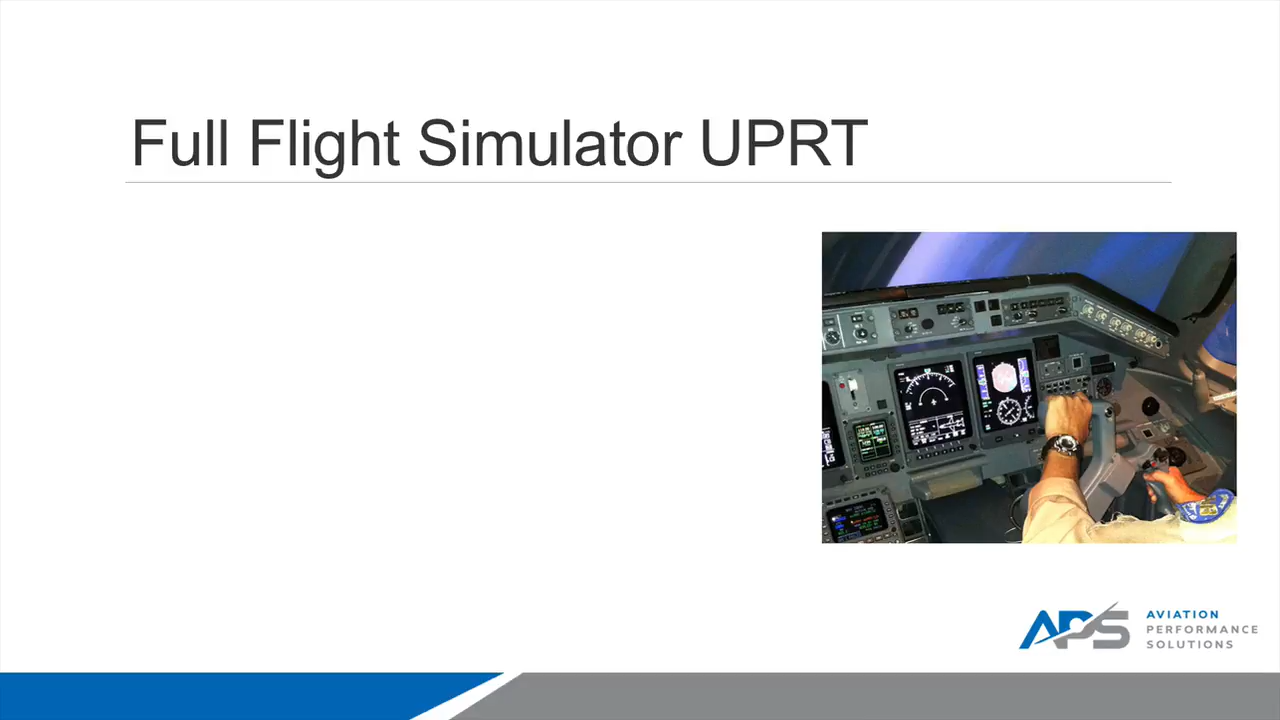 Full Flight Simulator UPRT
APS
AVIATION
PERFORMANCE
SOLUTIONS